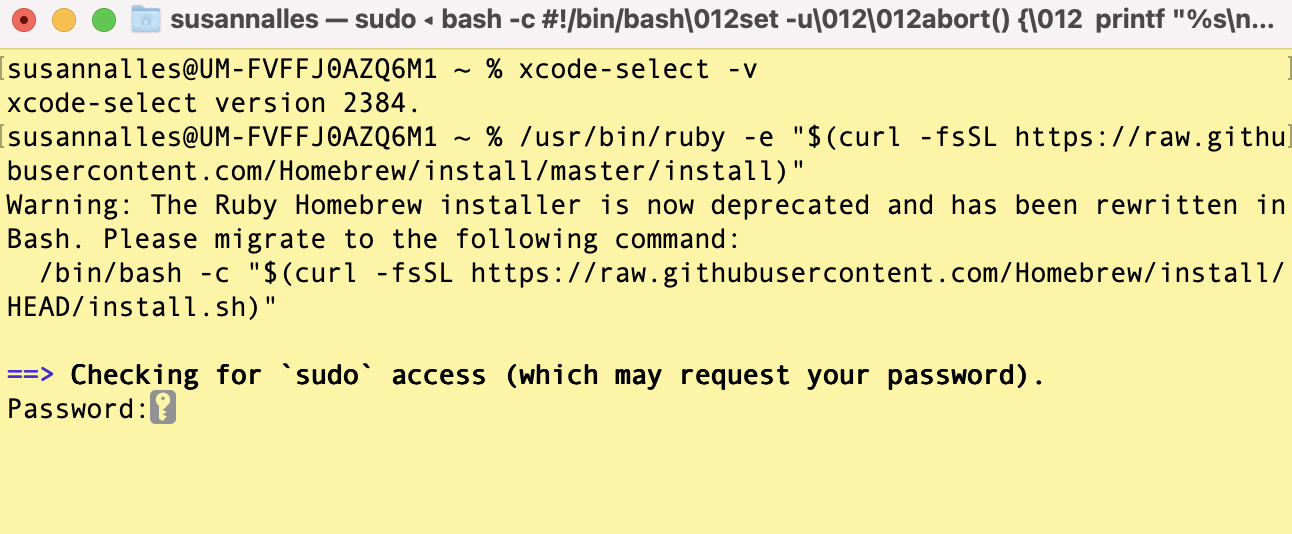 susannalles — sudo ◂ bash -c #!/bin/bash\012set -u\012\012abort() {\012  printf "%s\n...
[susannalles@UM-FVFFJ0AZQ6M1 ~ % xcode-select -v ]
xcode-select version 2384.
[susannalles@UM-FVFFJ0AZQ6M1 ~ % /usr/bin/ruby -e "$(curl -fsSL https://raw.githu]
busercontent.com/Homebrew/install/master/install)"
Warning: The Ruby Homebrew installer is now deprecated and has been rewritten in
Bash. Please migrate to the following command:
  /bin/bash -c "$(curl -fsSL https://raw.githubusercontent.com/Homebrew/install/
HEAD/install.sh)"
==> Checking for `sudo` access (which may request your password).
Password: